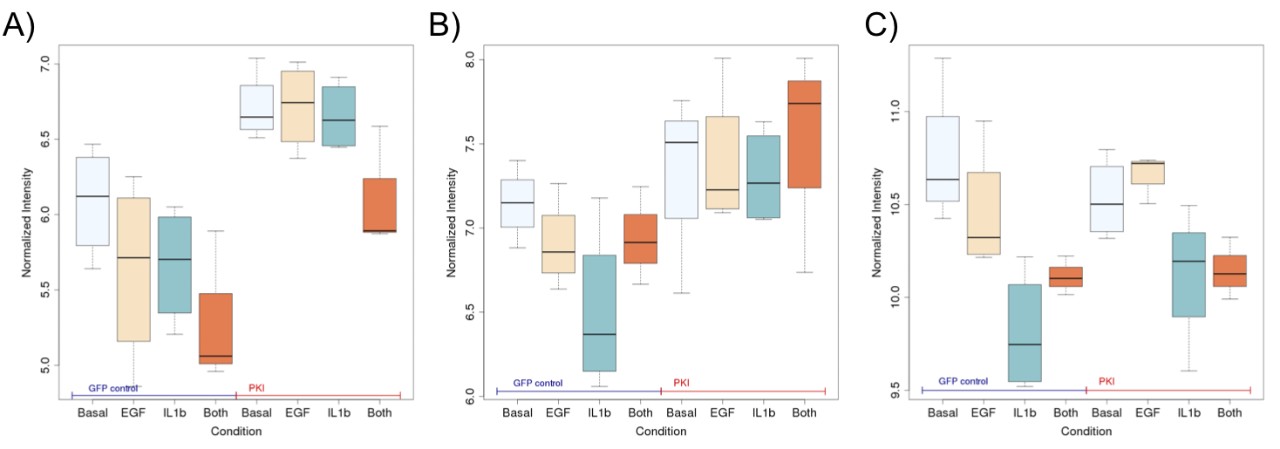 A)
Normalized Intensity
7.0
6.5
6.0
5.5
5.0
GFP control
PKI
Basal EGF IL1b Both Basal EGF IL1b Both
Condition
B)
Normalized Intensity
8.0
7.5
7.0
6.5
6.0
GFP control
PKI
Basal EGF IL1b Both Basal EGF IL1b Both
Condition
C)
Normalized Intensity
11.0
10.5
10.0
9.5
GFP control
PKI
Basal EGF IL1b Both Basal EGF IL1b Both
Condition